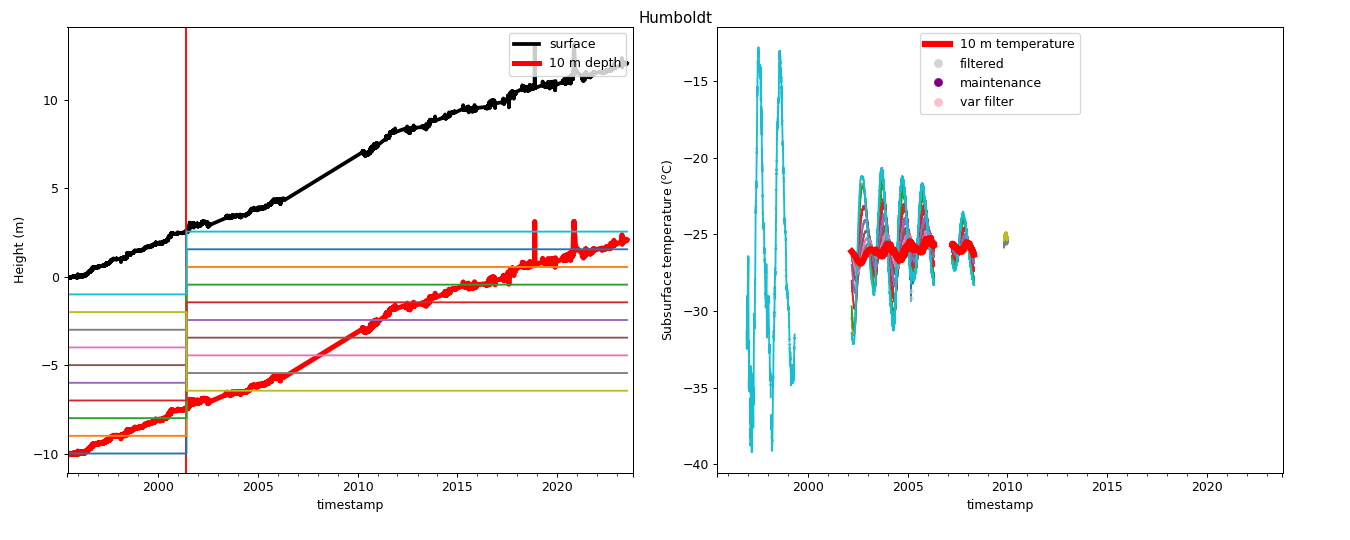 Humboldt
surface
10 m depth
10
5
0
−5
−10
Height (m)
2000
2005
2010
2015
2020
timestamp
10 m temperature
filtered
maintenance
var filter
−15
−20
−25
−30
−35
−40
Subsurface temperature (°C)
2000
2005
2010
2015
2020
timestamp